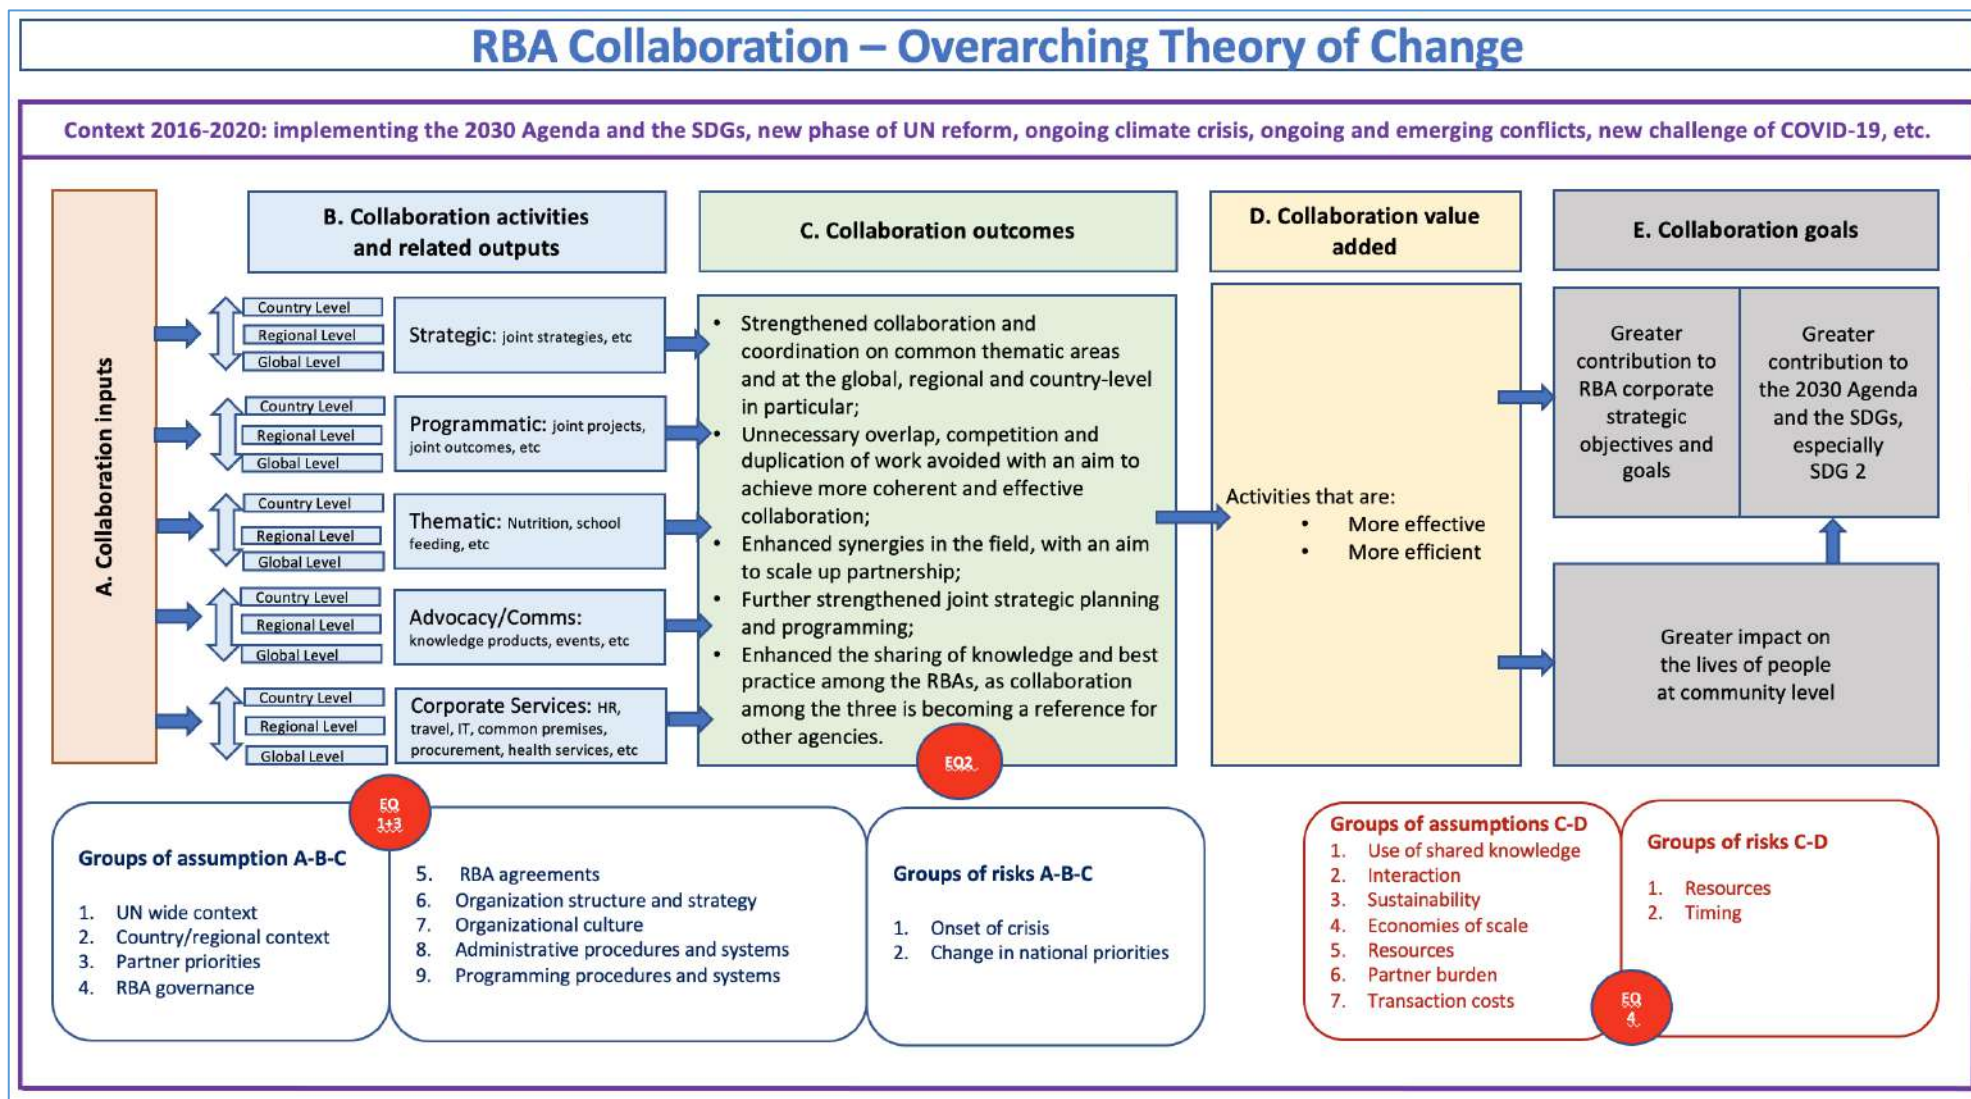 RBA Collaboration – Overarching Theory of Change
Context 2016-2020: implementing the 2030 Agenda and the SDGs, new phase of UN reform, ongoing climate crisis, ongoing and emerging conflicts, new challenge of COVID-19, etc.
A. Collaboration inputs
B. Collaboration activities
and related outputs
Country Level
Regional Level
Global Level
Strategic: joint strategies, etc
Country Level
Regional Level
Global Level
Programmatic: joint projects,
joint outcomes, etc
Country Level
Regional Level
Global Level
Thematic: Nutrition, school
feeding, etc
Country Level
Regional Level
Global Level
Advocacy/Comms:
knowledge products, events, etc
Country Level
Regional Level
Global Level
Corporate Services: HR,
travel, IT, common premises,
procurement, health services, etc
C. Collaboration outcomes
• Strengthened collaboration and
coordination on common thematic areas
and at the global, regional and country-level
in particular;
• Unnecessary overlap, competition and
duplication of work avoided with an aim to
achieve more coherent and effective
collaboration;
• Enhanced synergies in the field, with an aim
to scale up partnership;
• Further strengthened joint strategic planning
and programming;
• Enhanced the sharing of knowledge and best
practice among the RBAs, as collaboration
among the three is becoming a reference for
other agencies.
EQ2
D. Collaboration value
added
Activities that are:
• More effective
• More efficient
E. Collaboration goals
Greater
contribution to
RBA corporate
strategic
objectives and
goals
Greater
contribution to
the 2030 Agenda
and the SDGs,
especially
SDG 2
Greater impact on
the lives of people
at community level
EQ
1+3
Groups of assumption A-B-C
1. UN wide context
2. Country/regional context
3. Partner priorities
4. RBA governance
5. RBA agreements
6. Organization structure and strategy
7. Organizational culture
8. Administrative procedures and systems
9. Programming procedures and systems
Groups of risks A-B-C
1. Onset of crisis
2. Change in national priorities
Groups of assumptions C-D
1. Use of shared knowledge
2. Interaction
3. Sustainability
4. Economies of scale
5. Resources
6. Partner burden
7. Transaction costs
Groups of risks C-D
1. Resources
2. Timing
EQ
4